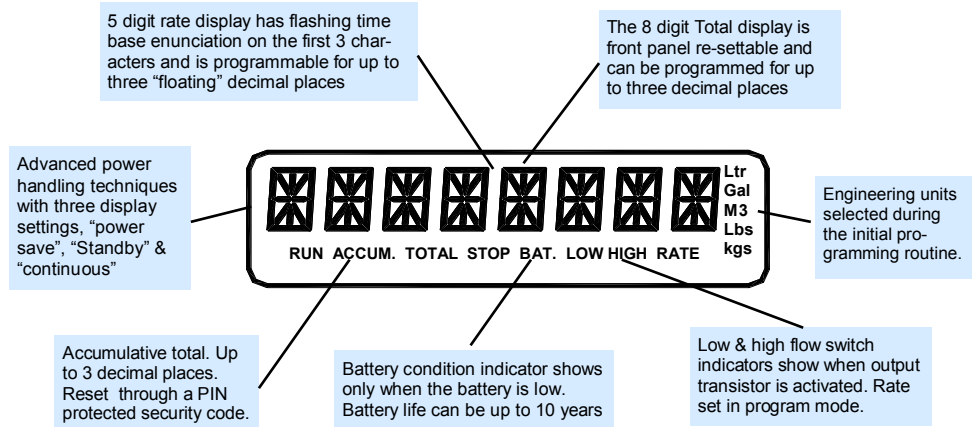 5 digit rate display has flashing time
base enunciation on the first 3 char-
acters and is programmable for up to
three “floating” decimal places
The 8 digit Total display is
front panel re-settable and
can be programmed for up
to three decimal places
Advanced power
handling techniques
with three display
settings, “power
save”, “Standby” &
“continuous”
Ltr
Gal
M3
Lbs
kgs
RUN ACCUM. TOTAL STOP BAT. LOW HIGH RATE
Engineering units
selected during
the initial pro-
gramming routine.
Accumulative total. Up
to 3 decimal places.
Reset through a PIN
protected security code.
Battery condition indicator shows
only when the battery is low.
Battery life can be up to 10 years
Low & high flow switch
indicators show when output
transistor is activated. Rate
set in program mode.